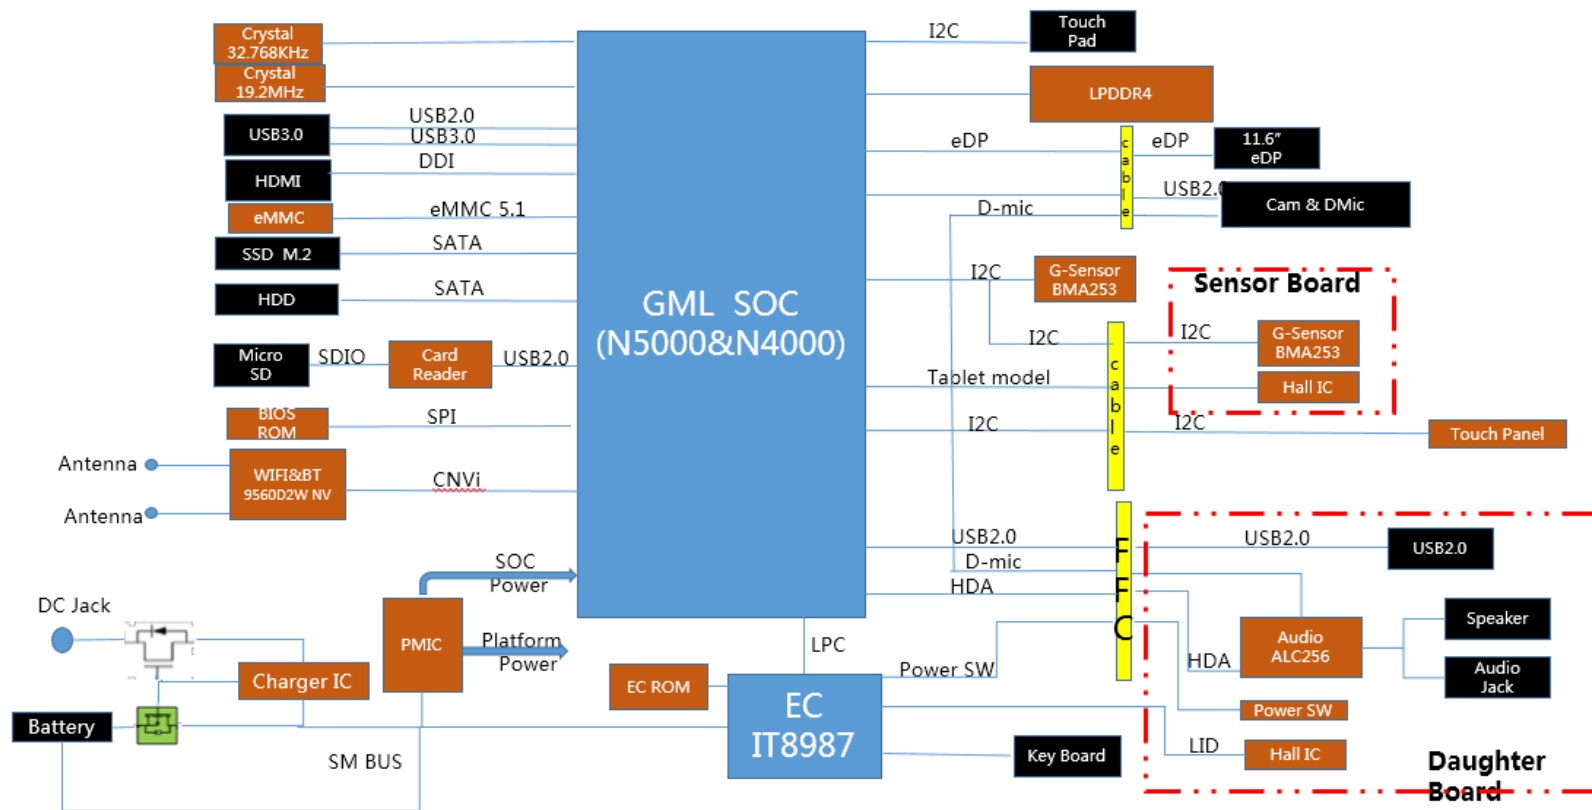 Crystal
32.768KHz
Crystal
19.2MHz
USB3.0
USB2.0
USB3.0
HDMI
DDI
eMMC
eMMC 5.1
SSD M.2
SATA
HDD
SATA
Micro
SD
SDIO
Card
Reader
USB2.0
BIOS
ROM
SPI
Antenna
Antenna
WIFI&BT
9560D2W NV
CNVi
GML SOC
(N5000&N4000)
I2C
Touch
Pad
LPDDR4
eDP
cable
eDP
11.6"
eDP
USB2.0
D-mic
Cam & DMic
I2C
G-Sensor
BMA253
I2C
cable
Sensor Board
I2C
G-Sensor
BMA253
Tablet model
Hall IC
I2C
I2C
Touch Panel
USB2.0
D-mic
HDA
FFC
USB2.0
USB2.0
HDA
Audio
ALC256
Speaker
Audio
Jack
Power SW
Power SW
LID
Hall IC
Daughter
Board
SOC
Power
DC Jack
PMIC
Platform
Power
Charger IC
Battery
SM BUS
LPC
EC ROM
EC
IT8987
Key Board